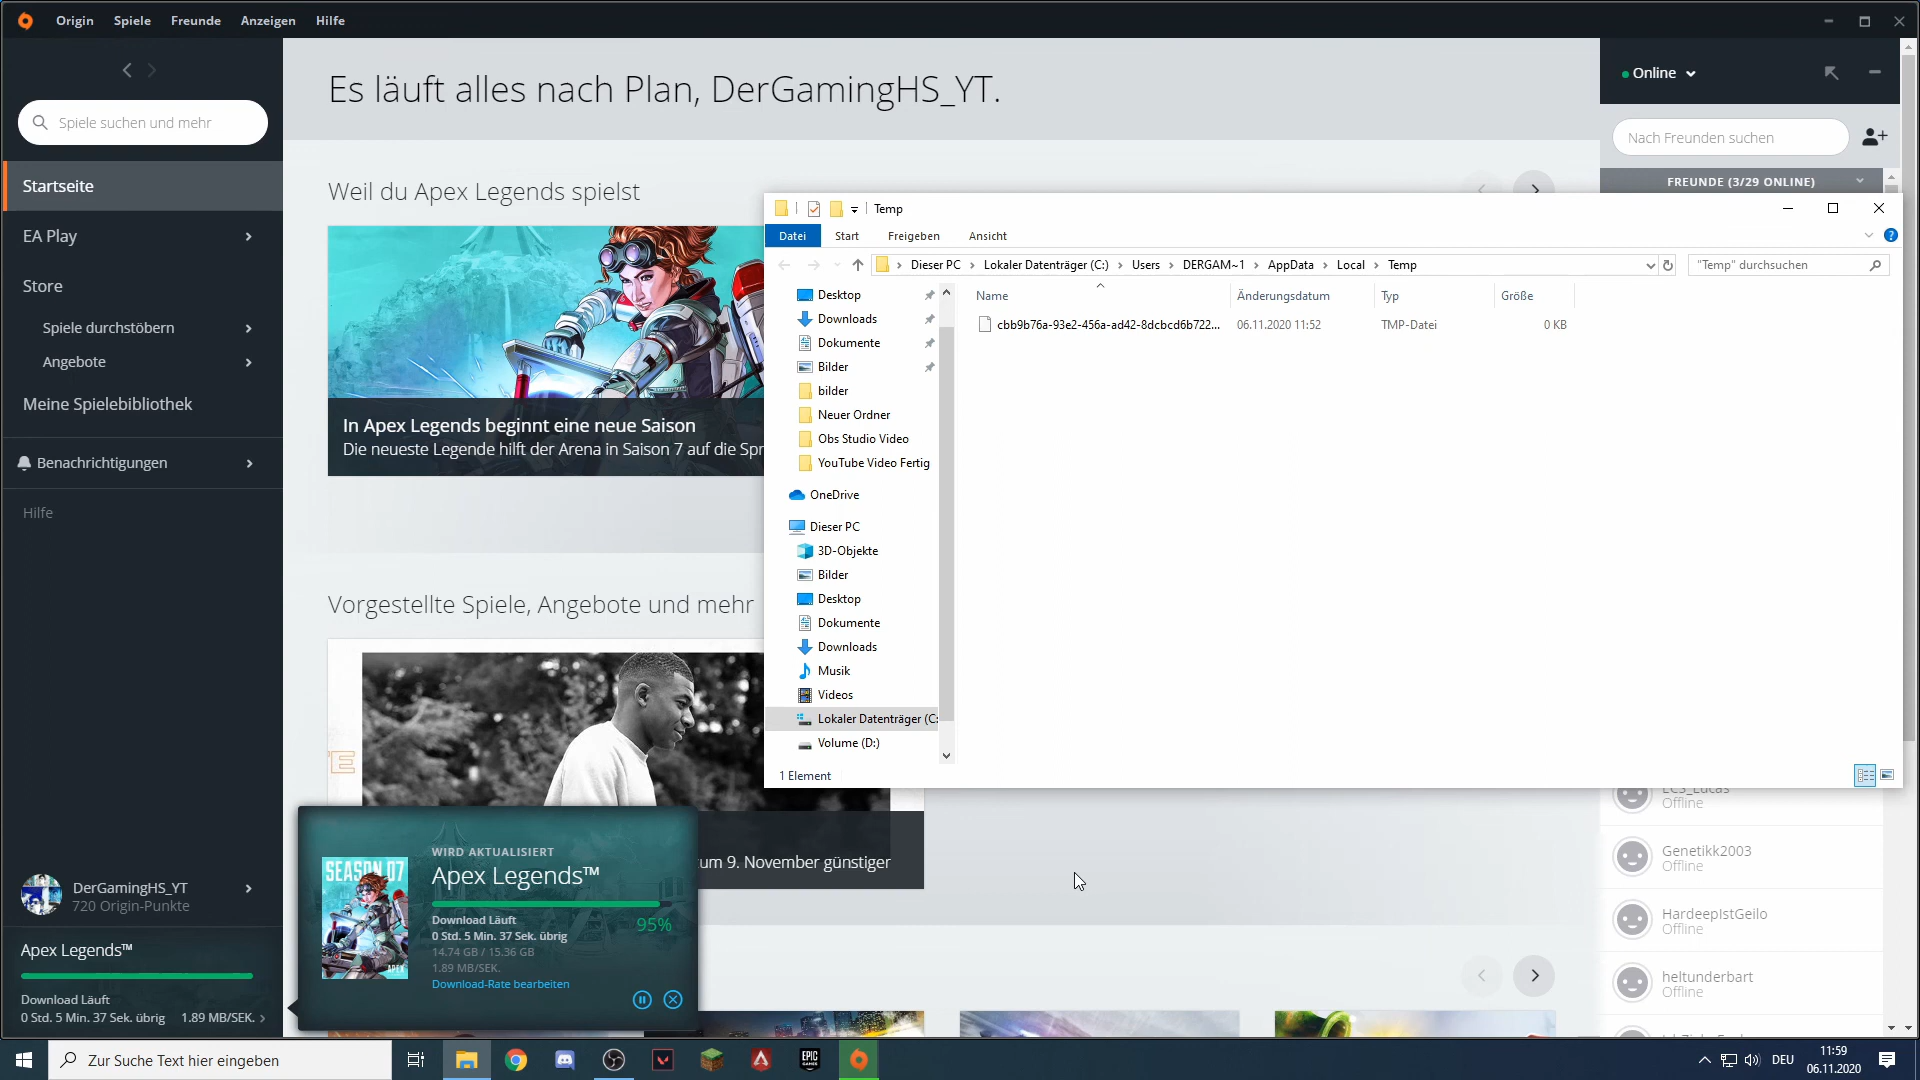 Origin Spiele Freunde Anzeigen Hilfe
Spiele suchen und mehr
Startseite
EA Play
Store
Spiele durchstöbern
Angebote
Meine Spielebibliothek
Benachrichtigungen
Hilfe
DerGamingHS_YT
720 Origin-Punkte
Apex Legends™
Download Läuft
0 Std. 5 Min. 37 Sek. übrig 1.89 MB/SEK.
Es läuft alles nach Plan, DerGamingHS_YT.
Weil du Apex Legends spielst
In Apex Legends beginnt eine neue Saison
Die neueste Legende hilft der Arena in Saison 7 auf die Spr
Vorgestellte Spiele, Angebote und mehr
zum 9. November günstiger
SEASON 07
APEX
WIRD AKTUALISIERT
Apex Legends™
95%
Download Läuft
0 Std. 5 Min. 37 Sek. übrig
14.74 GB / 15.36 GB
1.89 MB/SEK.
Download-Rate bearbeiten
Online
Nach Freunden suchen
FREUNDE (3/29 ONLINE)
Temp
Datei Start Freigeben Ansicht
Dieser PC Lokaler Datenträger (C:) Users DERGAM~1 AppData Local Temp
"Temp" durchsuchen
Name Änderungsdatum Typ Größe
cbb9b76a-93e2-456a-ad42-8dcbcd6b722... 06.11.2020 11:52 TMP-Datei 0 KB
Desktop
Downloads
Dokumente
Bilder
bilder
Neuer Ordner
Obs Studio Video
YouTube Video Fertig
OneDrive
Dieser PC
3D-Objekte
Bilder
Desktop
Dokumente
Downloads
Musik
Videos
Lokaler Datenträger (C:
Volume (D:)
1 Element
Offline
Genetikk2003
Offline
HardeepIstGeilo
Offline
heltunderbart
Offline
Zur Suche Text hier eingeben
EPIC GAMES
DEU
11:59
06.11.2020